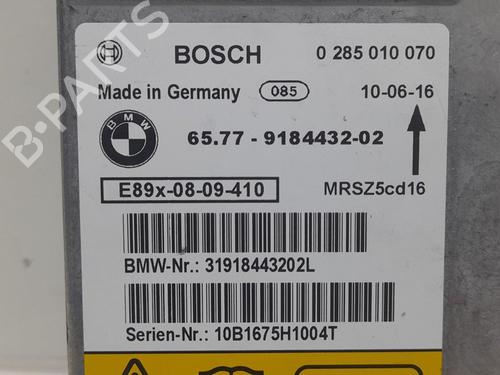 BOSCH 0 285 010 070
Made in Germany 085 10-06-16
BMW 65.77 - 9184432-02
E89x-08-09-410 MRSZ5cd16
BMW-Nr.: 31918443202L
Serien-Nr.: 10B1675H1004T
B-PARTS